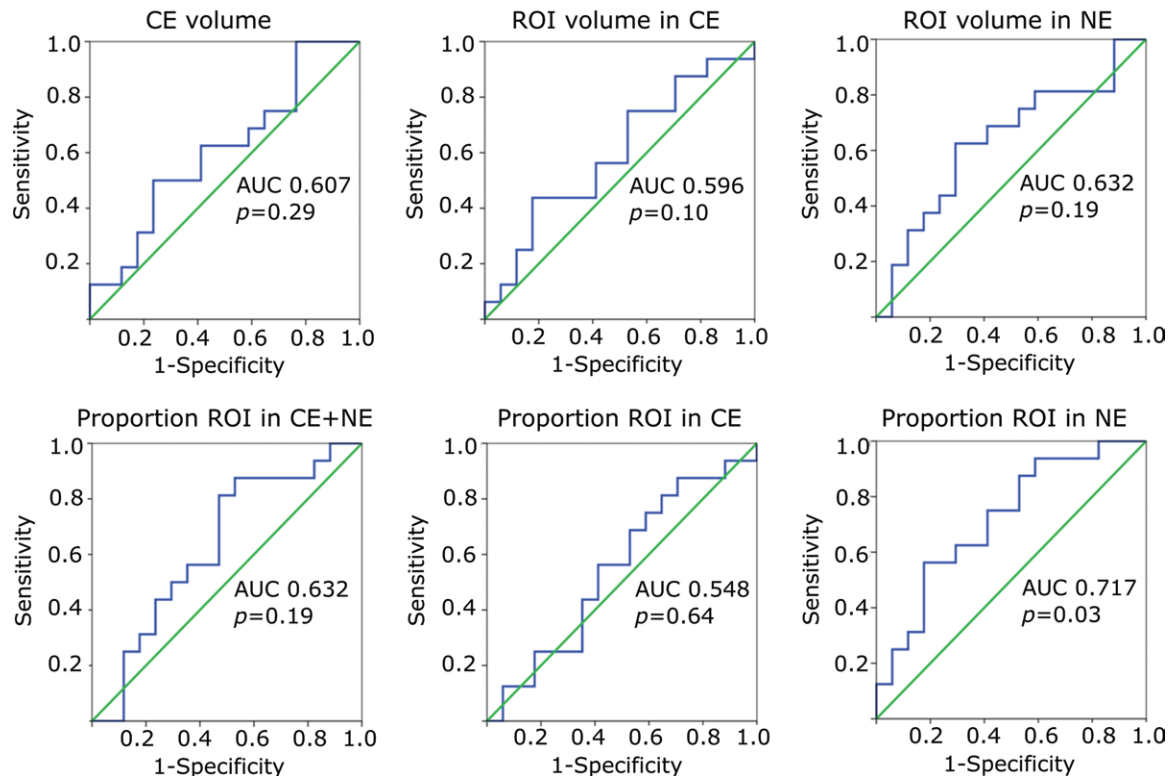 CE volume
1.0
0.8
0.6
0.4
0.2
Sensitivity
AUC 0.607
p=0.29
0.2 0.4 0.6 0.8 1.0
1-Specificity
ROI volume in CE
1.0
0.8
0.6
0.4
0.2
Sensitivity
AUC 0.596
p=0.10
0.2 0.4 0.6 0.8 1.0
1-Specificity
ROI volume in NE
1.0
0.8
0.6
0.4
0.2
Sensitivity
AUC 0.632
p=0.19
0.2 0.4 0.6 0.8 1.0
1-Specificity
Proportion ROI in CE+NE
1.0
0.8
0.6
0.4
0.2
Sensitivity
AUC 0.632
p=0.19
0.2 0.4 0.6 0.8 1.0
1-Specificity
Proportion ROI in CE
1.0
0.8
0.6
0.4
0.2
Sensitivity
AUC 0.548
p=0.64
0.2 0.4 0.6 0.8 1.0
1-Specificity
Proportion ROI in NE
1.0
0.8
0.6
0.4
0.2
Sensitivity
AUC 0.717
p=0.03
0.2 0.4 0.6 0.8 1.0
1-Specificity